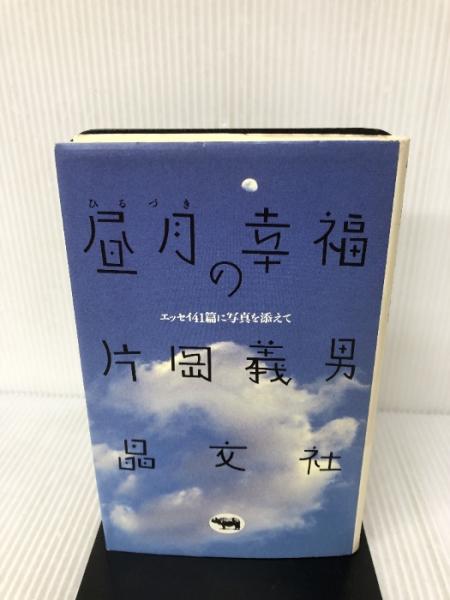 ひるづき
昼月の幸福
エッセイ41篇に写真を添えて
片岡義男
晶文社